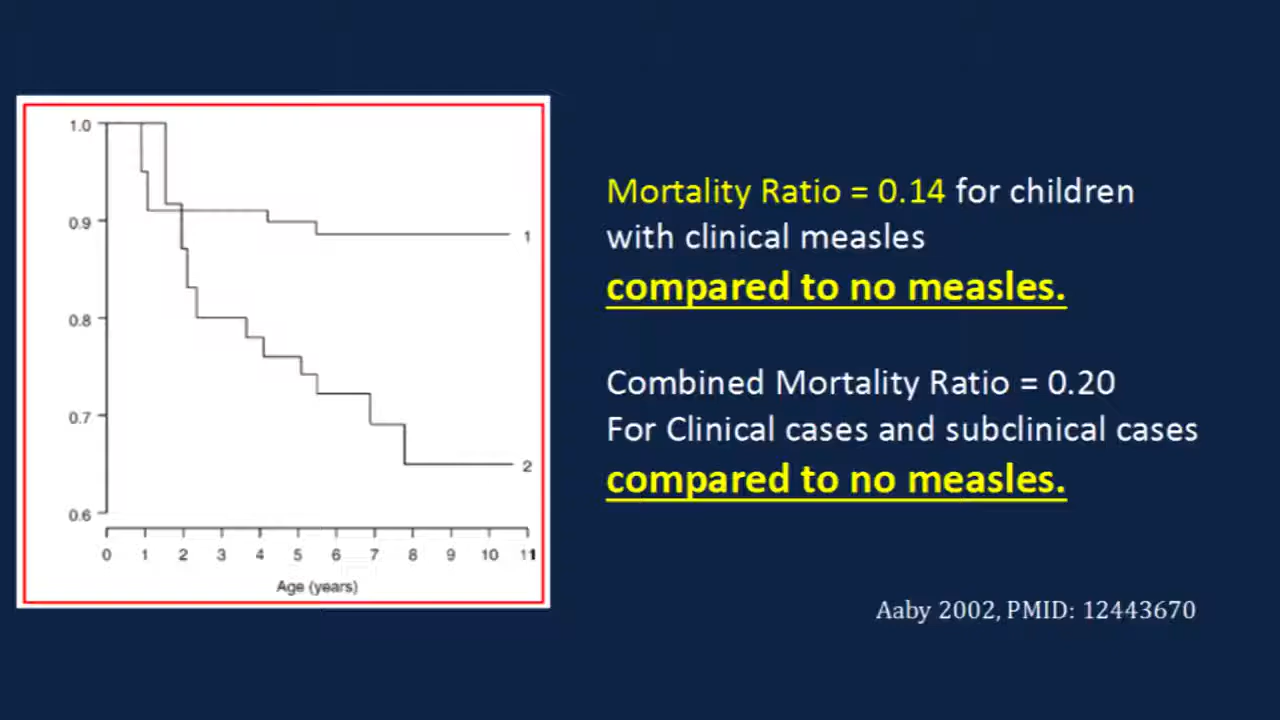 1.0
0.9
0.8
0.7
0.6
1
2
0 1 2 3 4 5 6 7 8 9 10 11
Age (years)
Mortality Ratio = 0.14 for children
with clinical measles
compared to no measles.
Combined Mortality Ratio = 0.20
For Clinical cases and subclinical cases
compared to no measles.
Aaby 2002, PMID: 12443670